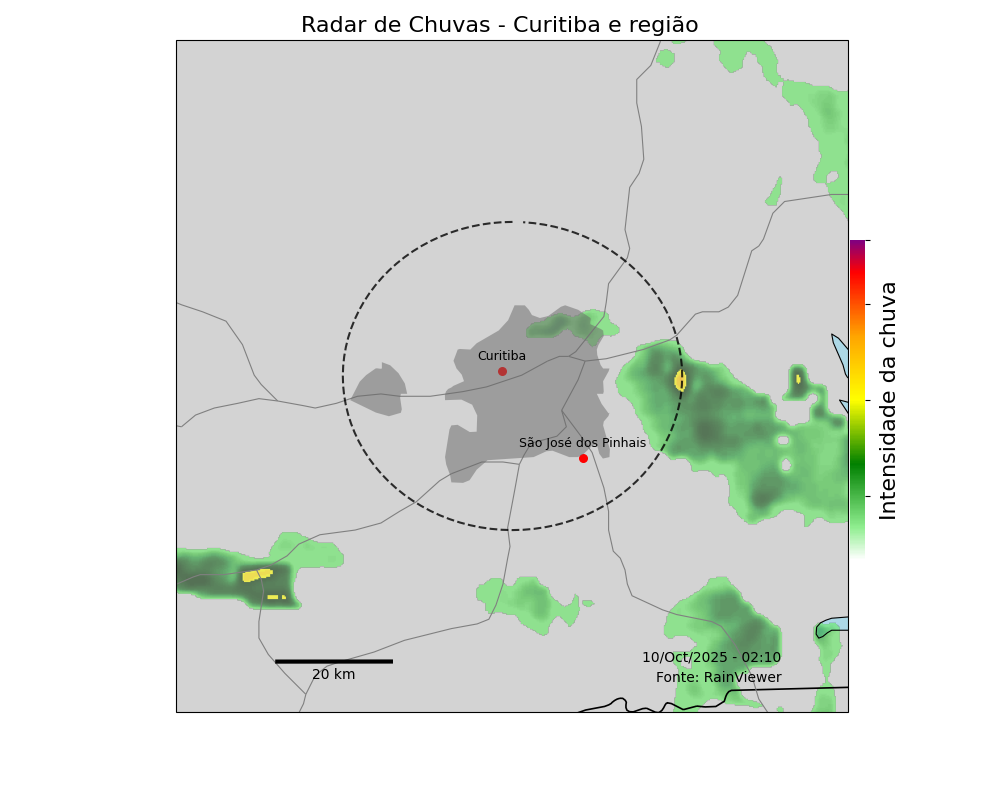 Radar de Chuvas - Curitiba e região
Curitiba
São José dos Pinhais
Intensidade da chuva
20 km
10/Oct/2025 - 02:10
Fonte: RainViewer